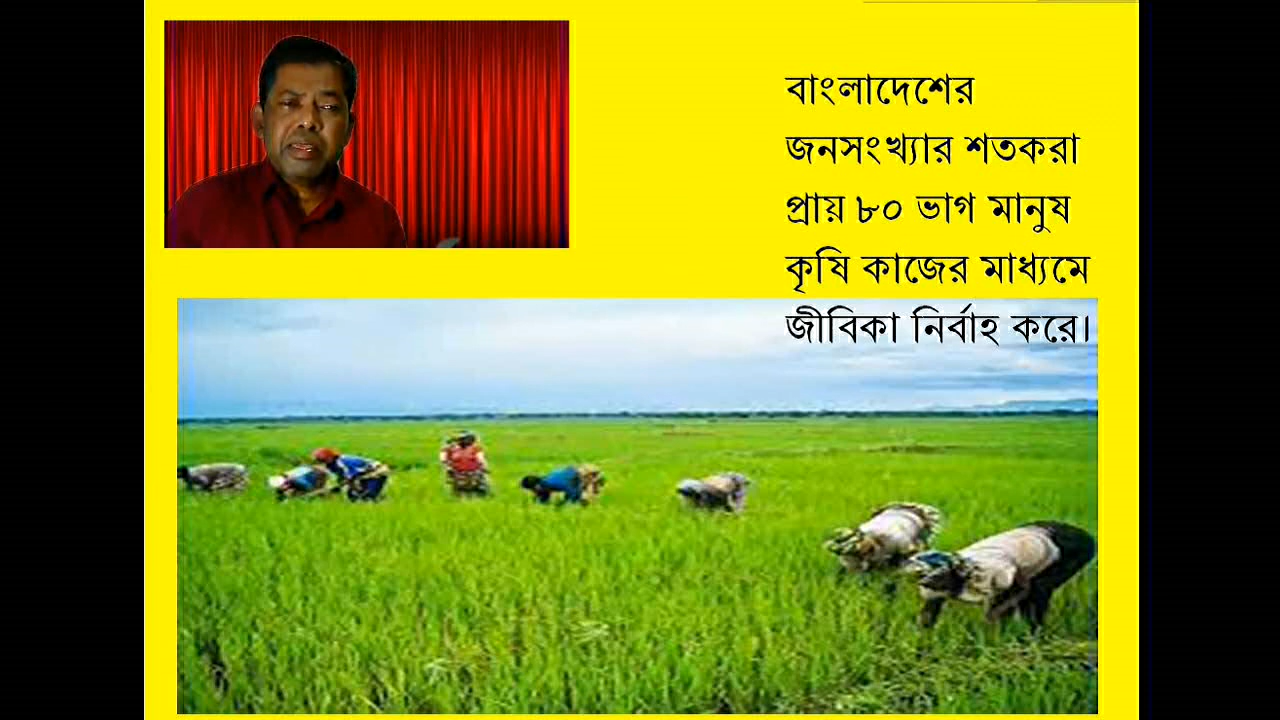 বাংলাদেশের
জনসংখ্যার শতকরা
প্রায় ৮০ ভাগ মানুষ
কৃষি কাজের মাধ্যমে
জীবিকা নির্বাহ করে।